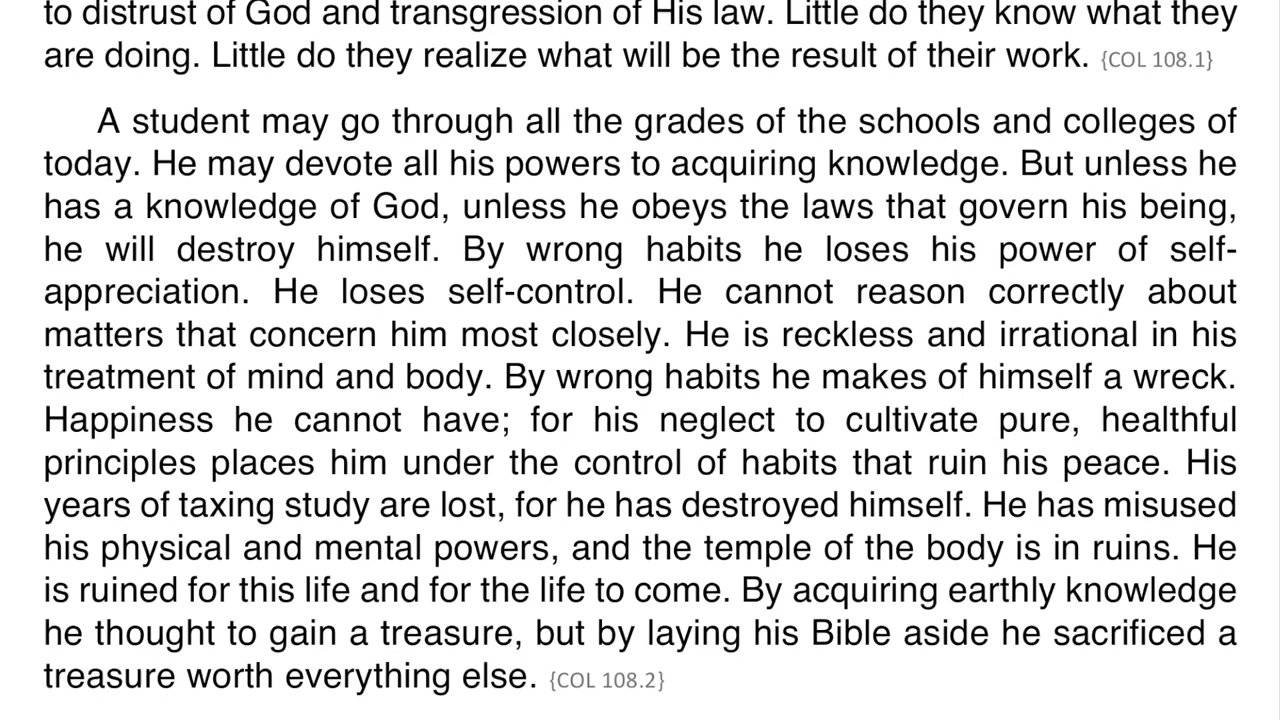 to distrust of God and transgression of His law. Little do they know what they
are doing. Little do they realize what will be the result of their work. {COL 108.1}
A student may go through all the grades of the schools and colleges of
today. He may devote all his powers to acquiring knowledge. But unless he
has a knowledge of God, unless he obeys the laws that govern his being,
he will destroy himself. By wrong habits he loses his power of self-
appreciation. He loses self-control. He cannot reason correctly about
matters that concern him most closely. He is reckless and irrational in his
treatment of mind and body. By wrong habits he makes of himself a wreck.
Happiness he cannot have; for his neglect to cultivate pure, healthful
principles places him under the control of habits that ruin his peace. His
years of taxing study are lost, for he has destroyed himself. He has misused
his physical and mental powers, and the temple of the body is in ruins. He
is ruined for this life and for the life to come. By acquiring earthly knowledge
he thought to gain a treasure, but by laying his Bible aside he sacrificed a
treasure worth everything else. {COL 108.2}